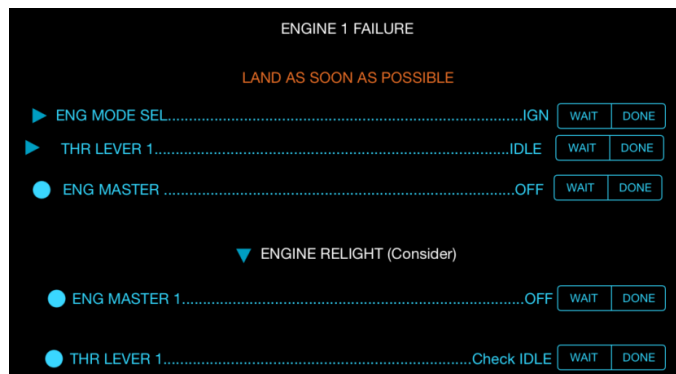 ENGINE 1 FAILURE
LAND AS SOON AS POSSIBLE
ENG MODE SEL..........................................................................................IGN WAIT DONE
THR LEVER 1.........................................................................................IDLE WAIT DONE
ENG MASTER .......................................................................................OFF WAIT DONE
ENGINE RELIGHT (Consider)
ENG MASTER 1.....................................................................................OFF WAIT DONE
THR LEVER 1............................................................................Check IDLE WAIT DONE